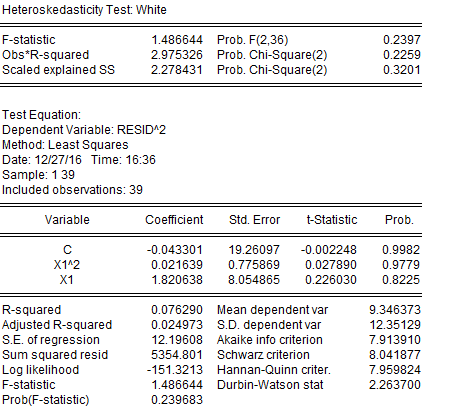 Heteroskedasticity Test: White
F-statistic 1.486644 Prob. F(2,36) 0.2397
Obs*R-squared 2.975326 Prob. Chi-Square(2) 0.2259
Scaled explained SS 2.278431 Prob. Chi-Square(2) 0.3201
Test Equation:
Dependent Variable: RESID^2
Method: Least Squares
Date: 12/27/16 Time: 16:36
Sample: 1 39
Included observations: 39
Variable Coefficient Std. Error t-Statistic Prob.
C -0.043301 19.26097 -0.002248 0.9982
X1^2 0.021639 0.775869 0.027890 0.9779
X1 1.820638 8.054865 0.226030 0.8225
R-squared 0.076290 Mean dependent var 9.346373
Adjusted R-squared 0.024973 S.D. dependent var 12.35129
S.E. of regression 12.19608 Akaike info criterion 7.913910
Sum squared resid 5354.801 Schwarz criterion 8.041877
Log likelihood -151.3213 Hannan-Quinn criter. 7.959824
F-statistic 1.486644 Durbin-Watson stat 2.263700
Prob(F-statistic) 0.239683